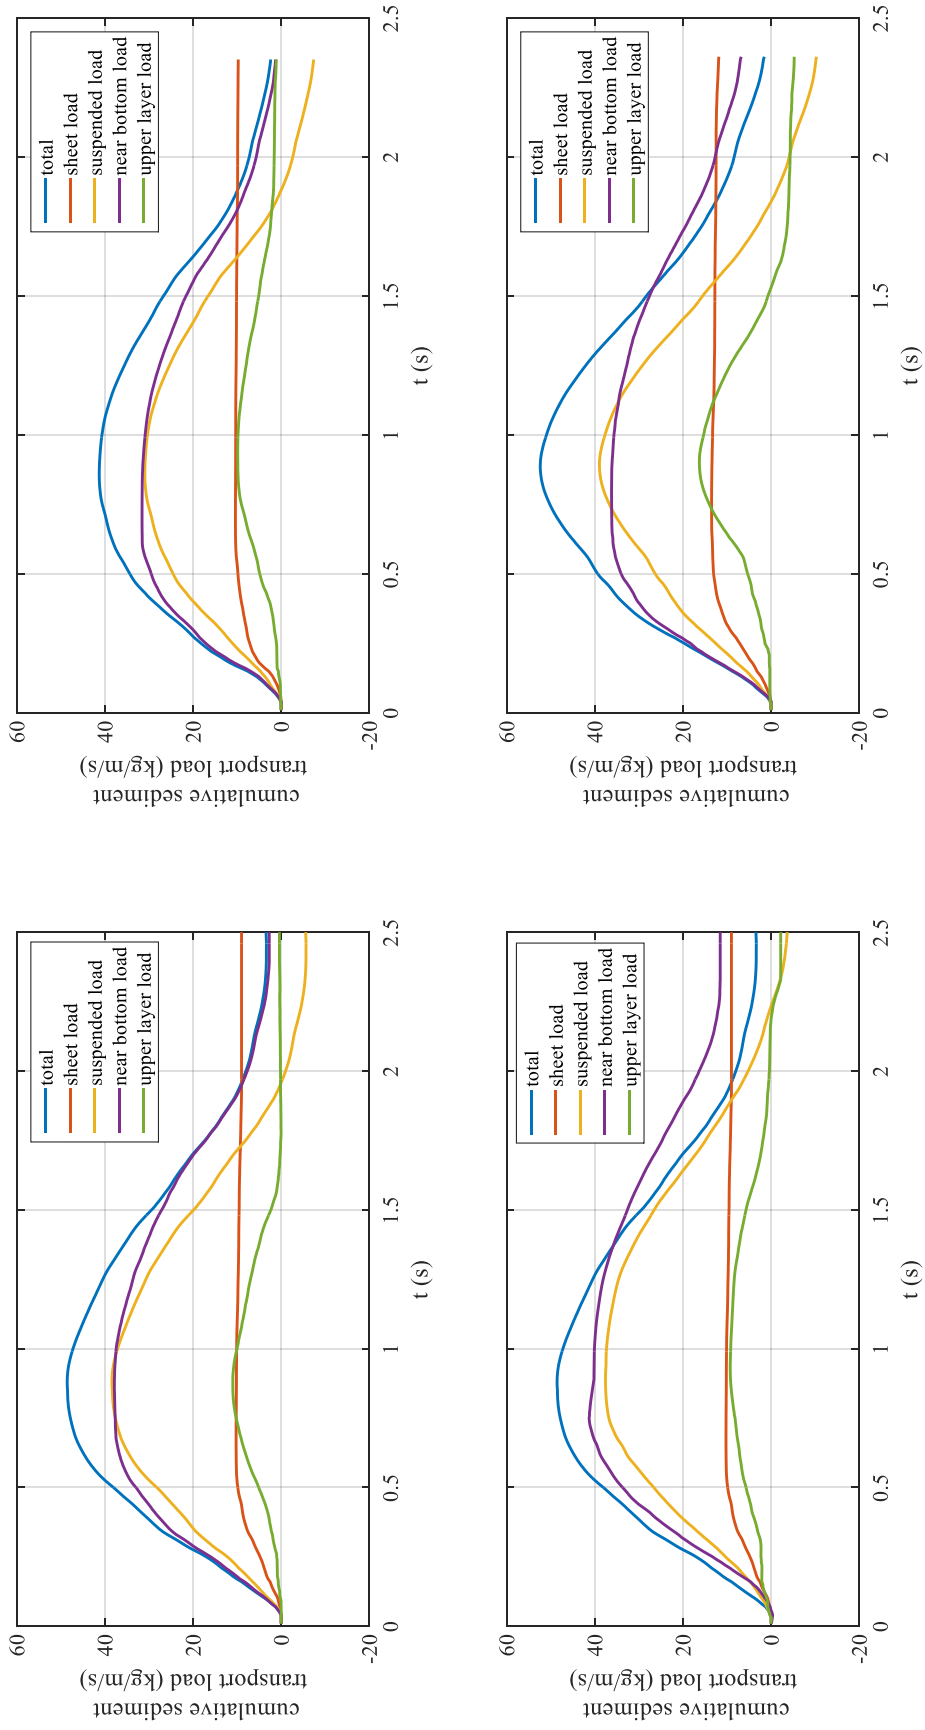 cumulative sediment
transport load (kg/m/s)
60
40
20
0
-20
total
sheet load
suspended load
near bottom load
upper layer load
0 0.5 1 1.5 2 2.5
t (s)
cumulative sediment
transport load (kg/m/s)
60
40
20
0
-20
total
sheet load
suspended load
near bottom load
upper layer load
0 0.5 1 1.5 2 2.5
t (s)
cumulative sediment
transport load (kg/m/s)
60
40
20
0
-20
total
sheet load
suspended load
near bottom load
upper layer load
0 0.5 1 1.5 2 2.5
t (s)
cumulative sediment
transport load (kg/m/s)
60
40
20
0
-20
total
sheet load
suspended load
near bottom load
upper layer load
0 0.5 1 1.5 2 2.5
t (s)